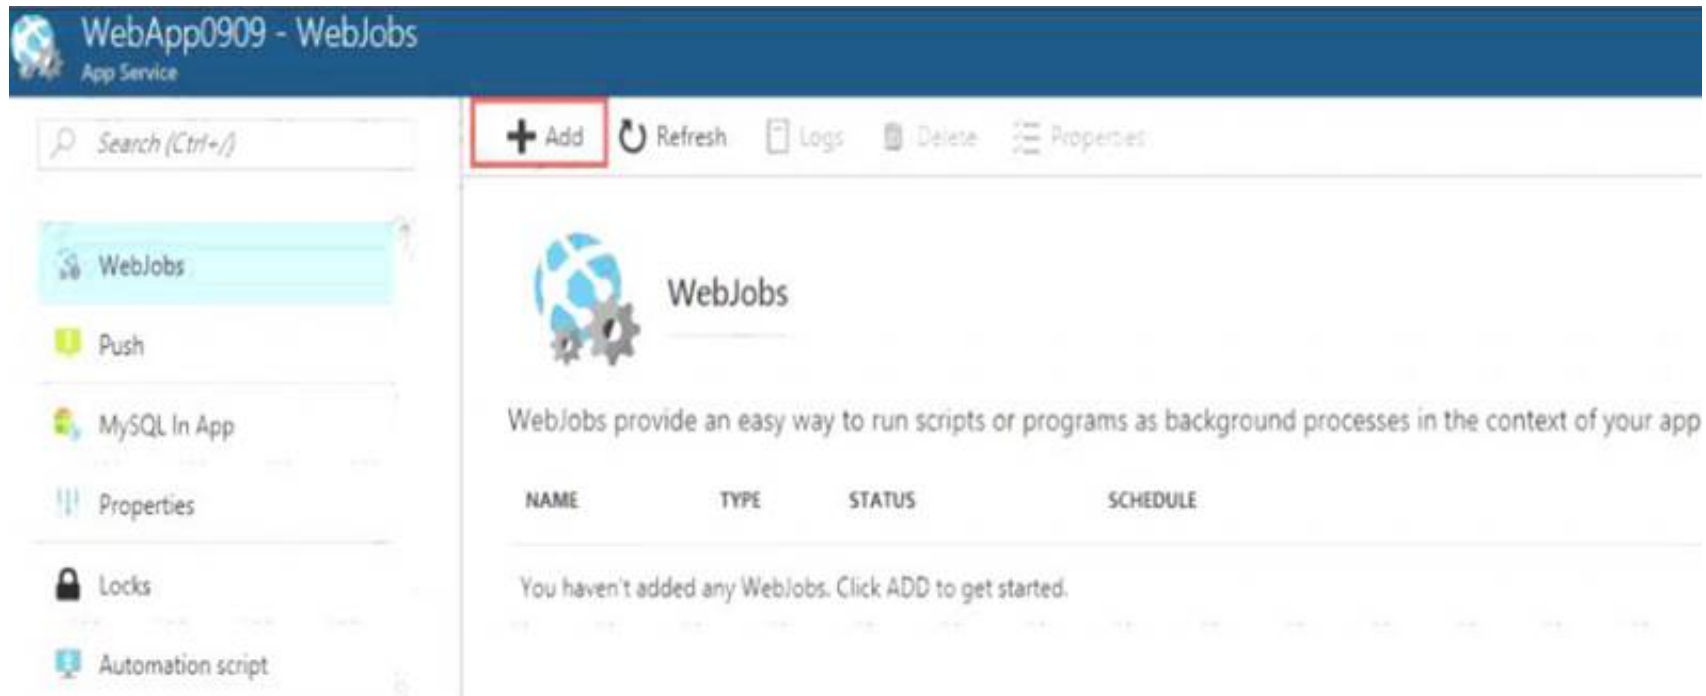 WebApp0909 - WebJobs
App Service
Search (Ctrl+/)
Add
Refresh
Logs
Delete
Properties
WebJobs
Push
MySQL In App
Properties
Locks
Automation script
WebJobs
WebJobs provide an easy way to run scripts or programs as background processes in the context of your app
NAME TYPE STATUS SCHEDULE
You haven't added any WebJobs. Click ADD to get started.